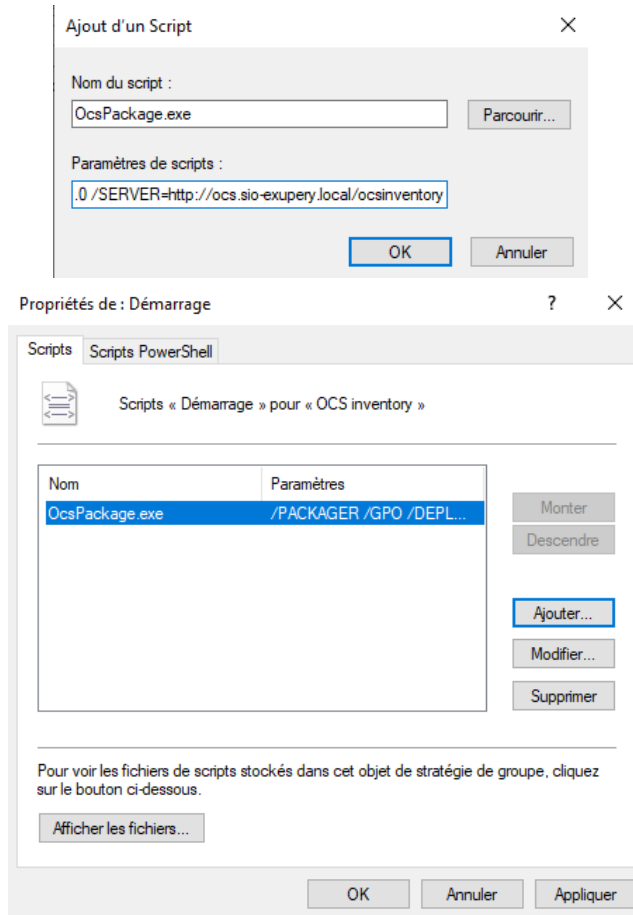 Ajout d'un Script
Nom du script :
OcsPackage.exe
Parcourir...
Paramètres de scripts :
.0 /SERVER=http://ocs.sio-exupery.local/ocsinventory
OK
Annuler
Propriétés de : Démarrage
?
Scripts
Scripts PowerShell
Scripts « Démarrage » pour « OCS inventory »
Nom
Paramètres
OcsPackage.exe
/PACKAGER /GPO /DEPL...
Monter
Descendre
Ajouter...
Modifier...
Supprimer
Pour voir les fichiers de scripts stockés dans cet objet de stratégie de groupe, cliquez
sur le bouton ci-dessous.
Afficher les fichiers...
OK
Annuler
Appliquer